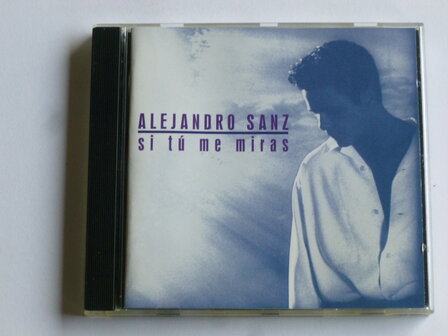 ALEJANDRO SANZ
si tú me miras